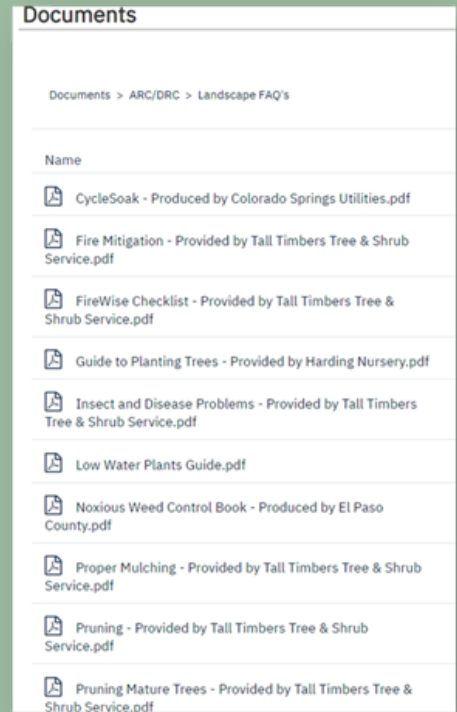 Documents
Documents > ARC/DRC > Landscape FAQ's
Name
CycleSoak - Produced by Colorado Springs Utilities.pdf
Fire Mitigation - Provided by Tall Timbers Tree & Shrub
Service.pdf
FireWise Checklist - Provided by Tall Timbers Tree &
Shrub Service.pdf
Guide to Planting Trees - Provided by Harding Nursery.pdf
Insect and Disease Problems - Provided by Tall Timbers
Tree & Shrub Service.pdf
Low Water Plants Guide.pdf
Noxious Weed Control Book - Produced by El Paso
County.pdf
Proper Mulching - Provided by Tall Timbers Tree & Shrub
Service.pdf
Pruning - Provided by Tall Timbers Tree & Shrub
Service.pdf
Pruning Mature Trees - Provided by Tall Timbers Tree &
Shrub Service.pdf